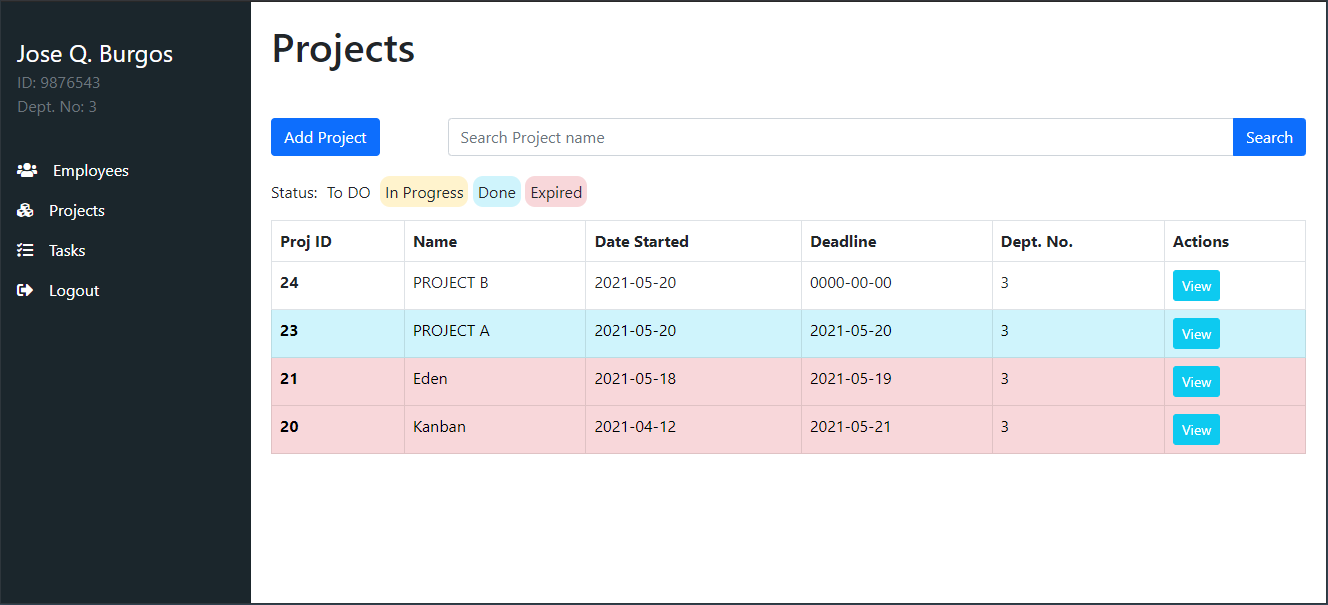 Jose Q. Burgos
ID: 9876543
Dept. No: 3
Employees
Projects
Tasks
Logout
Projects
Add Project Search Project name Search
Status: To DO In Progress Done Expired
Proj ID Name Date Started Deadline Dept. No. Actions
24 PROJECT B 2021-05-20 0000-00-00 3 View
23 PROJECT A 2021-05-20 2021-05-20 3 View
21 Eden 2021-05-18 2021-05-19 3 View
20 Kanban 2021-04-12 2021-05-21 3 View